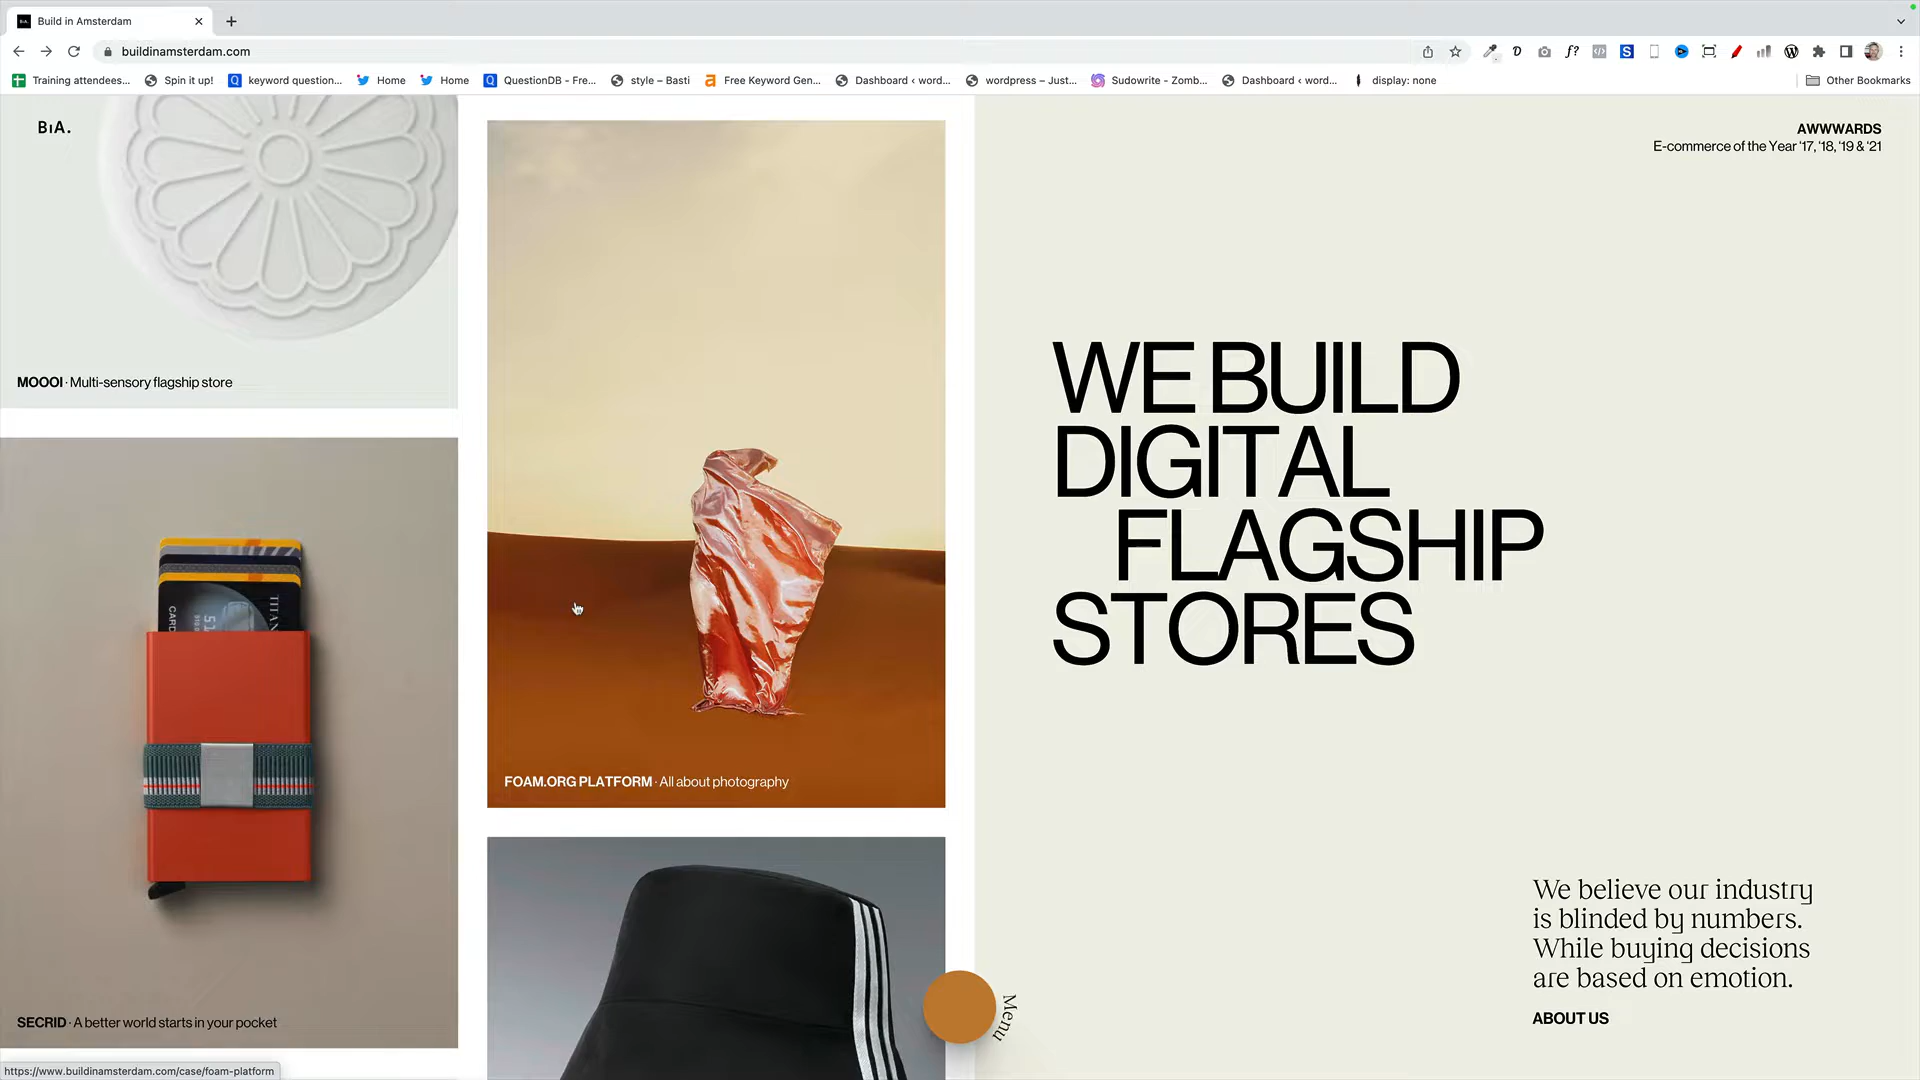 Build in Amsterdam
buildinamsterdam.com
Training attendees...
Spin it up!
keyword question...
Home
Home
QuestionDB - Fre...
style – Basti
Free Keyword Gen...
Dashboard ‹ word...
wordpress – Just...
Sudowrite - Zomb...
Dashboard ‹ word...
display: none
Other Bookmarks
BIA.
MOOOI · Multi-sensory flagship store
CARD
TITAN
SECRID · A better world starts in your pocket
FOAM.ORG PLATFORM · All about photography
Menu
AWWWARDS
E-commerce of the Year '17, '18, '19 & '21
WE BUILD
DIGITAL
FLAGSHIP
STORES
We believe our industry
is blinded by numbers.
While buying decisions
are based on emotion.
ABOUT US
https://www.buildinamsterdam.com/case/foam-platform